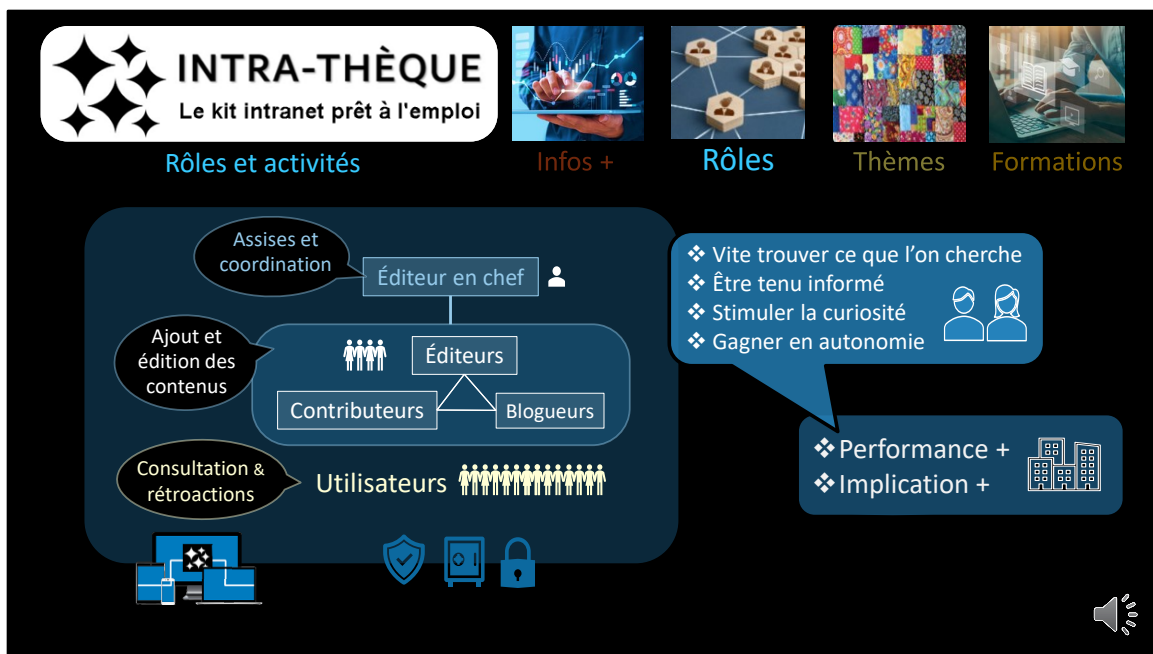 INTRA-THÈQUE
Le kit intranet prêt à l'emploi
Rôles et activités
Infos +
Rôles
Thèmes
Formations
Assises et
coordination
Éditeur en chef
Ajout et
édition des
contenus
Éditeurs
Contributeurs
Blogueurs
Consultation &
rétroactions
Utilisateurs
❖ Vite trouver ce que l’on cherche
❖ Être tenu informé
❖ Stimuler la curiosité
❖ Gagner en autonomie
❖ Performance +
❖ Implication +